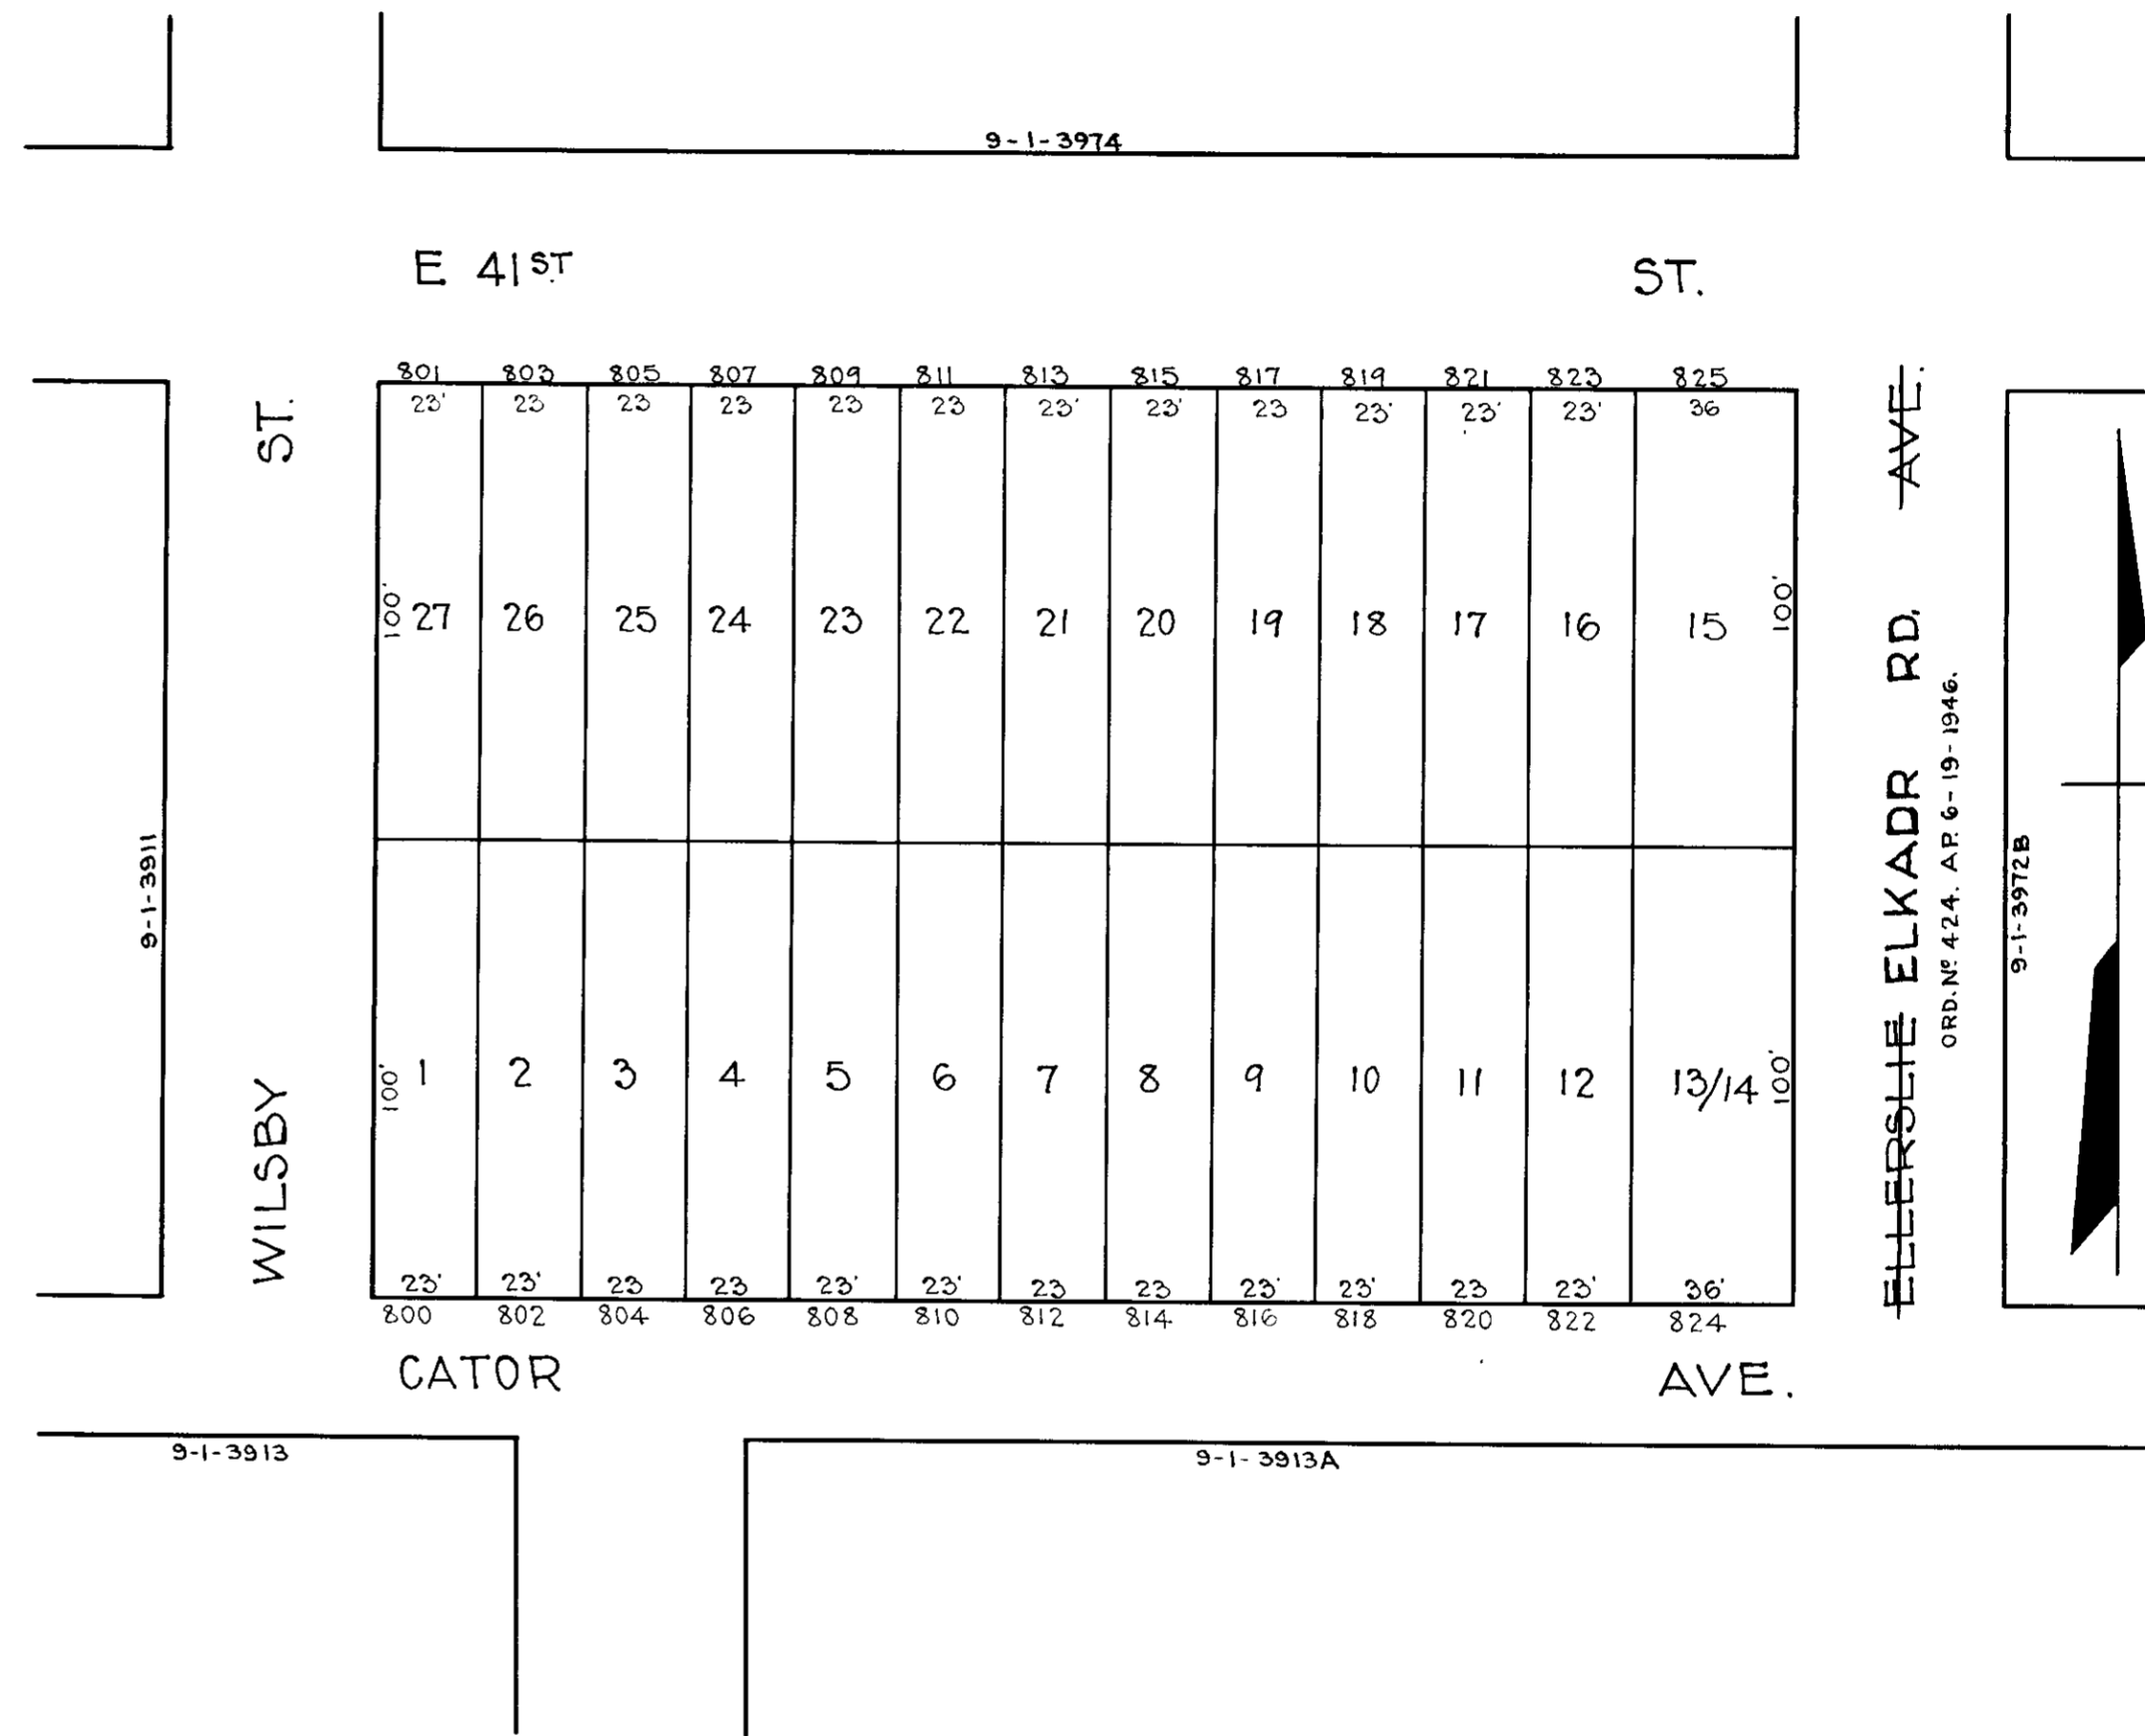 9-1-3974
E 41ST ST.
801 803 805 807 809 811 813 815 817 819 821 823 825
23' 23 23 23 23 23 23' 23' 23 23' 23' 23' 36
ST.
AVE.
100' 27 26 25 24 23 22 21 20 19 18 17 16 15 100'
9-1-3911
WILSBY
ELLERSLIE ELKADR RD.
ORD. Nº 424. AP. 6-19-1946.
9-1-3972B
100' 1 2 3 4 5 6 7 8 9 10 11 12 13/14 100'
23' 23' 23 23 23' 23' 23 23 23' 23' 23 23' 36'
800 802 804 806 808 810 812 814 816 818 820 822 824
CATOR AVE.
9-1-3913
9-1-3913A